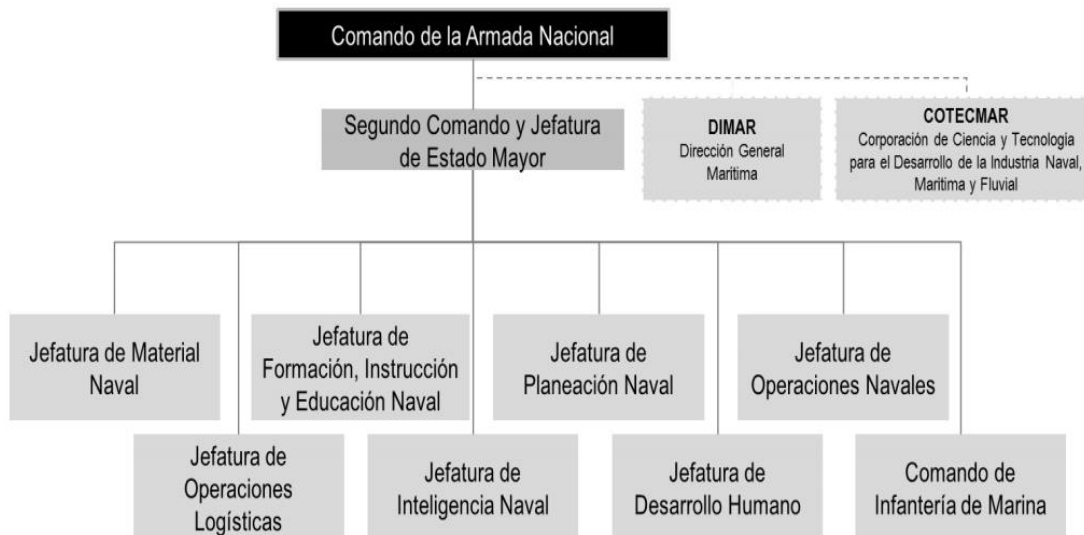 Comando de la Armada Nacional
Segundo Comando y Jefatura
de Estado Mayor
DIMAR
Dirección General
Marítima
COTECMAR
Corporación de Ciencia y Tecnología
para el Desarrollo de la Industria Naval,
Marítima y Fluvial
Jefatura de Material
Naval
Jefatura de
Formación, Instrucción
y Educación Naval
Jefatura de
Planeación Naval
Jefatura de
Operaciones Navales
Jefatura de
Operaciones
Logísticas
Jefatura de
Inteligencia Naval
Jefatura de
Desarrollo Humano
Comando de
Infantería de Marina